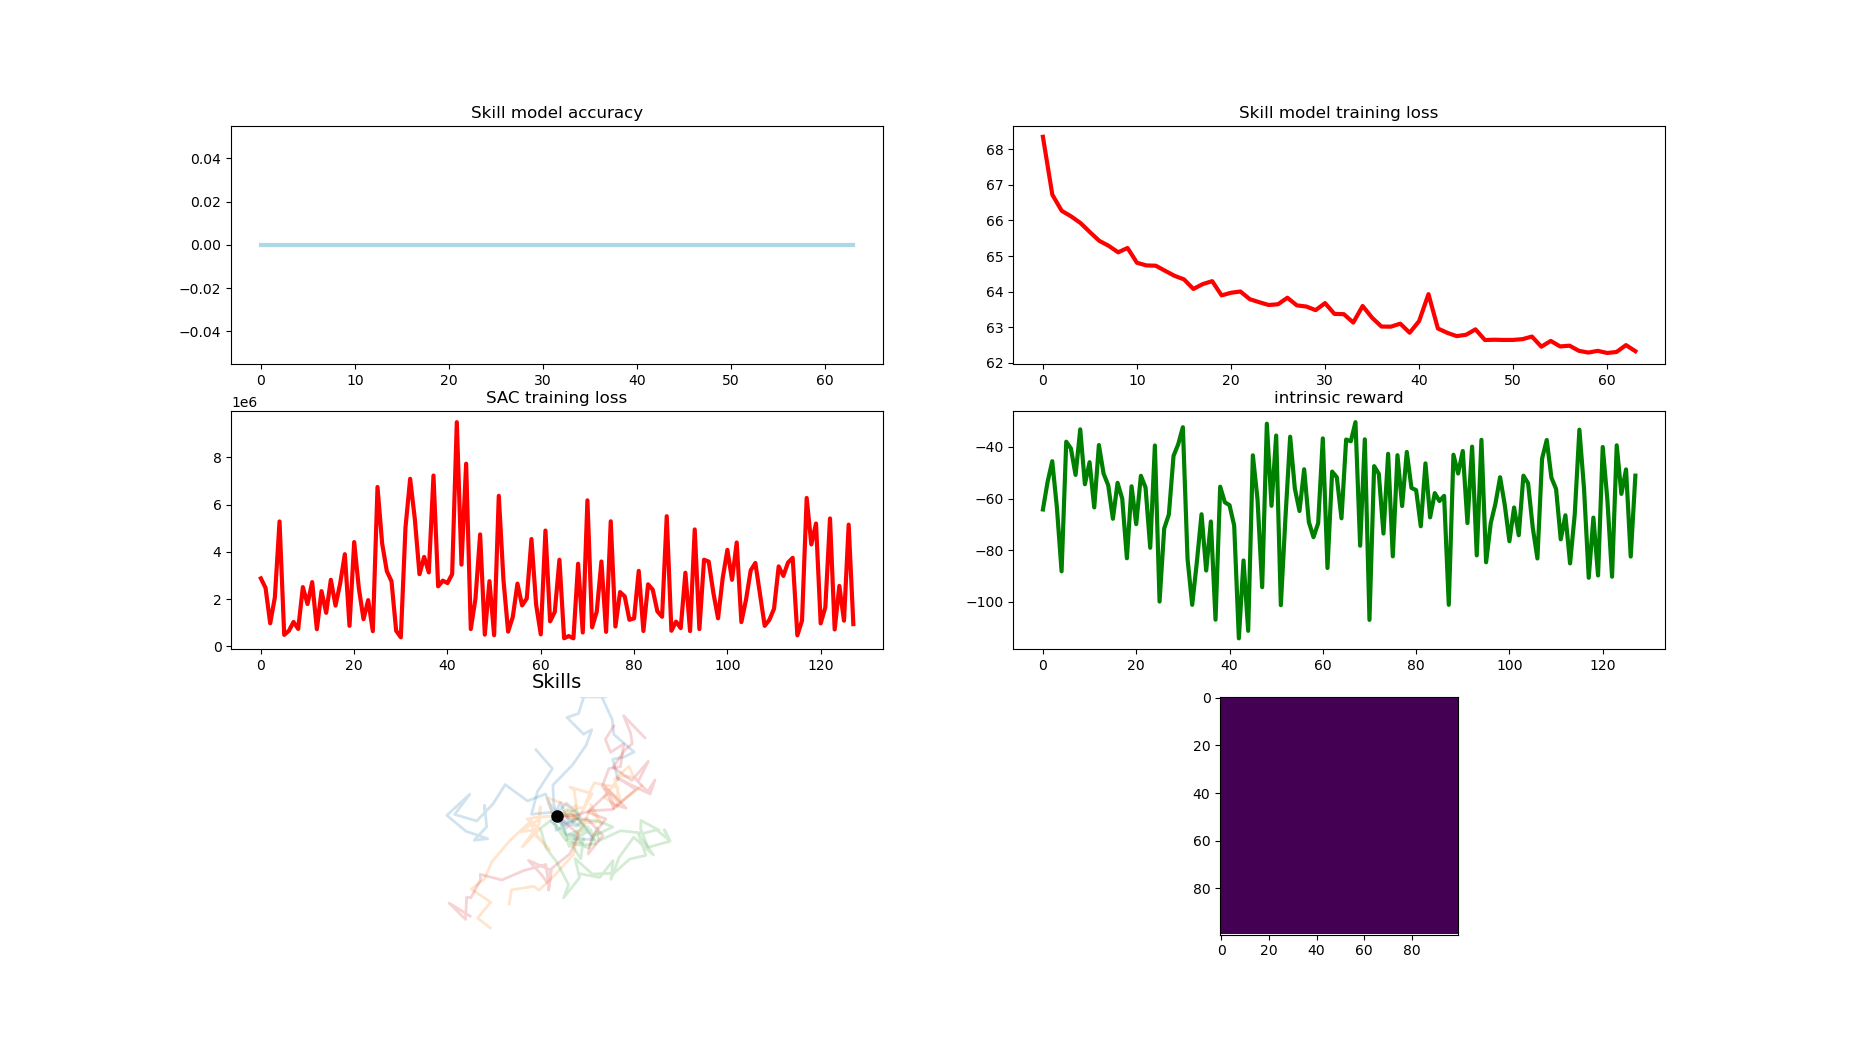 Skill model accuracy
0.04
0.02
0.00
−0.02
−0.04
0 10 20 30 40 50 60
Skill model training loss
68
67
66
65
64
63
62
0 10 20 30 40 50 60
SAC training loss
1e6
8
6
4
2
0
0 20 40 60 80 100 120
intrinsic reward
−40
−60
−80
−100
0 20 40 60 80 100 120
Skills
0
20
40
60
80
0 20 40 60 80